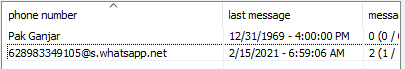 phone number last message messa
Pak Ganjar 12/31/1969 - 4:00:00 PM 0 (0 / 0
628983349105@s.whatsapp.net 2/15/2021 - 6:59:06 AM 2 (1 /